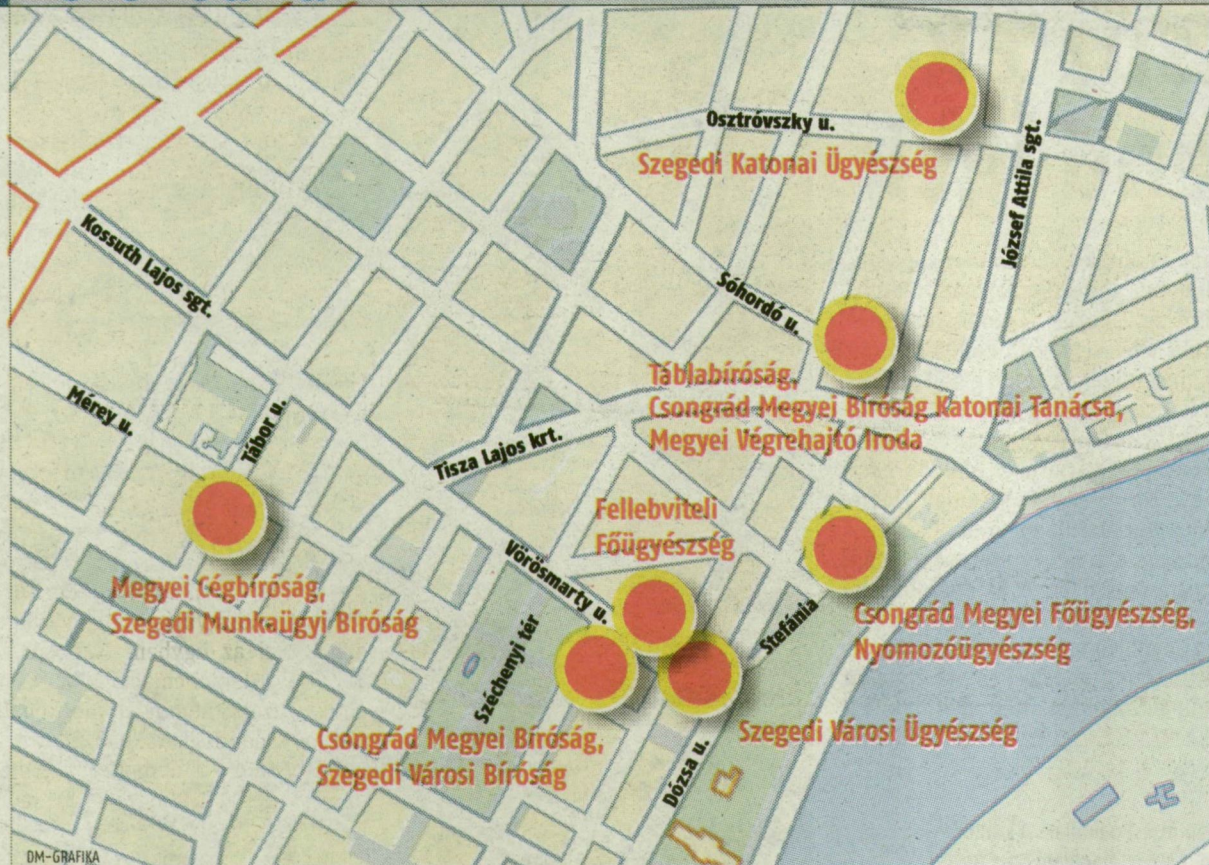 Osztróvszky u.
Szegedi Katonai Ügyészség
József Attila sgt.
Kossuth Lajos sgt.
Sóhordó u.
Táblabíróság,
Csongrád Megyei Bíróság Katonai Tanácsa,
Megyei Végrehajtó Iroda
Mérey u.
Tábor u.
Tisza Lajos krt.
Fellebviteli
Főügyészség
Vörösmarty u.
Megyei Cégbíróság,
Szegedi Munkaügyi Bíróság
Stefánia
Csongrád Megyei Főügyészség,
Nyomozóügyészség
Széchenyi tér
Csongrád Megyei Bíróság,
Szegedi Városi Bíróság
Szegedi Városi Ügyészség
Dózsa u.
DM-GRAFIKA